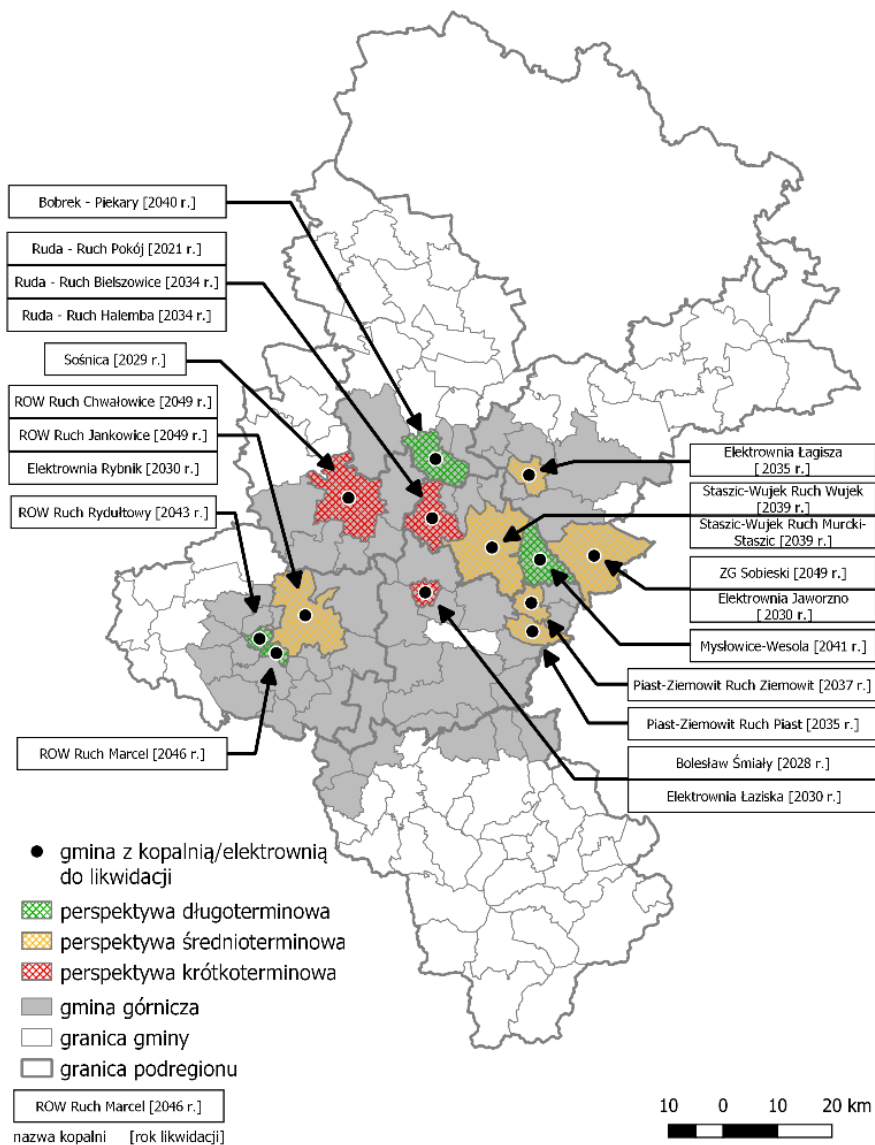 Bobrek - Piekary [2040 r.]
Ruda - Ruch Pokój [2021 r.]
Ruda - Ruch Bielszowice [2034 r.]
Ruda - Ruch Halemba [2034 r.]
Sośnica [2029 r.]
ROW Ruch Chwałowice [2049 r.]
ROW Ruch Jankowice [2049 r.]
Elektrownia Rybnik [2030 r.]
ROW Ruch Rydułtowy [2043 r.]
ROW Ruch Marcel [2046 r.]
Elektrownia Łagisza
[2035 r.]
Staszic-Wujek Ruch Wujek
[2039 r.]
Staszic-Wujek Ruch Murcki-
Staszic [2039 r.]
ZG Sobieski [2049 r.]
Elektrownia Jaworzno
[2030 r.]
Mysłowice-Wesoła [2041 r.]
Piast-Ziemowit Ruch Ziemowit [2037 r.]
Piast-Ziemowit Ruch Piast [2035 r.]
Bolesław Śmiały [2028 r.]
Elektrownia Łaziska [2030 r.]
gmina z kopalnią/elektrownią
do likwidacji
perspektywa długoterminowa
perspektywa średnioterminowa
perspektywa krótkoterminowa
gmina górnicza
granica gminy
granica podregionu
ROW Ruch Marcel [2046 r.]
nazwa kopalni [rok likwidacji]
10 0 10 20 km